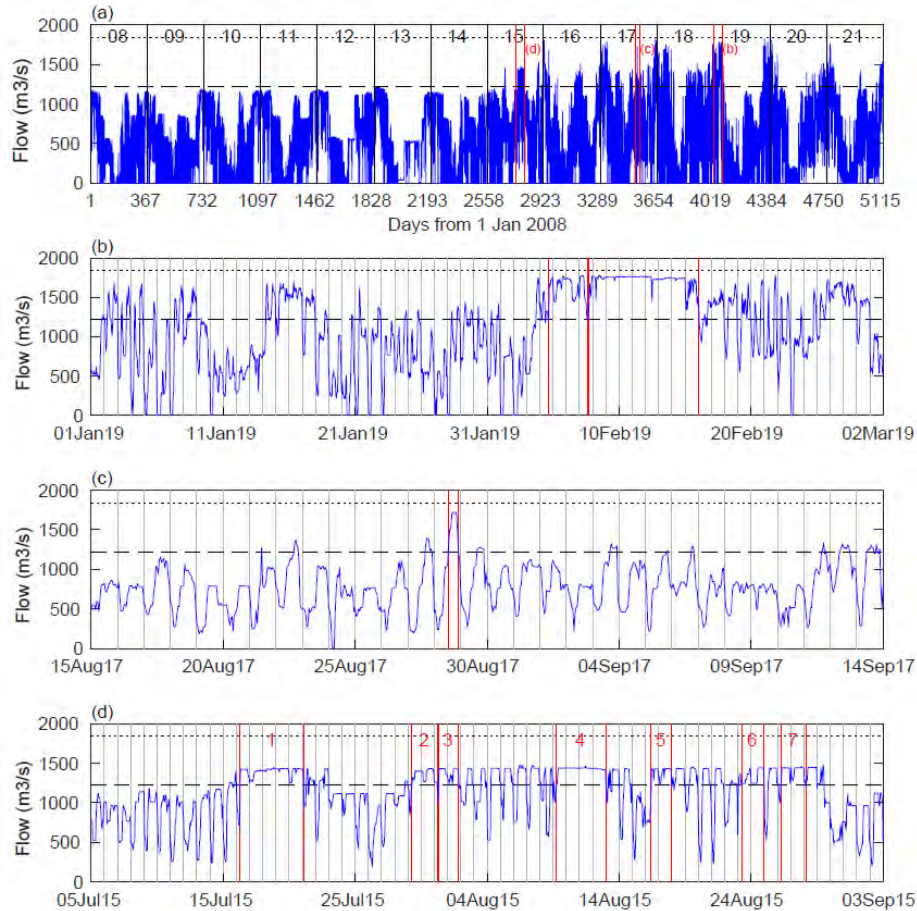 (a)
2000
1500
1000
500
0
Flow (m3/s)
08 09 10 11 12 13 14 15 16 17 18 19 20 21
(d) (c) (b)
1 367 732 1097 1462 1828 2193 2558 2923 3289 3654 4019 4384 4750 5115
Days from 1 Jan 2008
(b)
2000
1500
1000
500
0
Flow (m3/s)
01Jan19 11Jan19 21Jan19 31Jan19 10Feb19 20Feb19 02Mar19
(c)
2000
1500
1000
500
0
Flow (m3/s)
15Aug17 20Aug17 25Aug17 30Aug17 04Sep17 09Sep17 14Sep17
(d)
2000
1500
1000
500
0
Flow (m3/s)
1 2 3 4 5 6 7
05Jul15 15Jul15 25Jul15 04Aug15 14Aug15 24Aug15 03Sep15